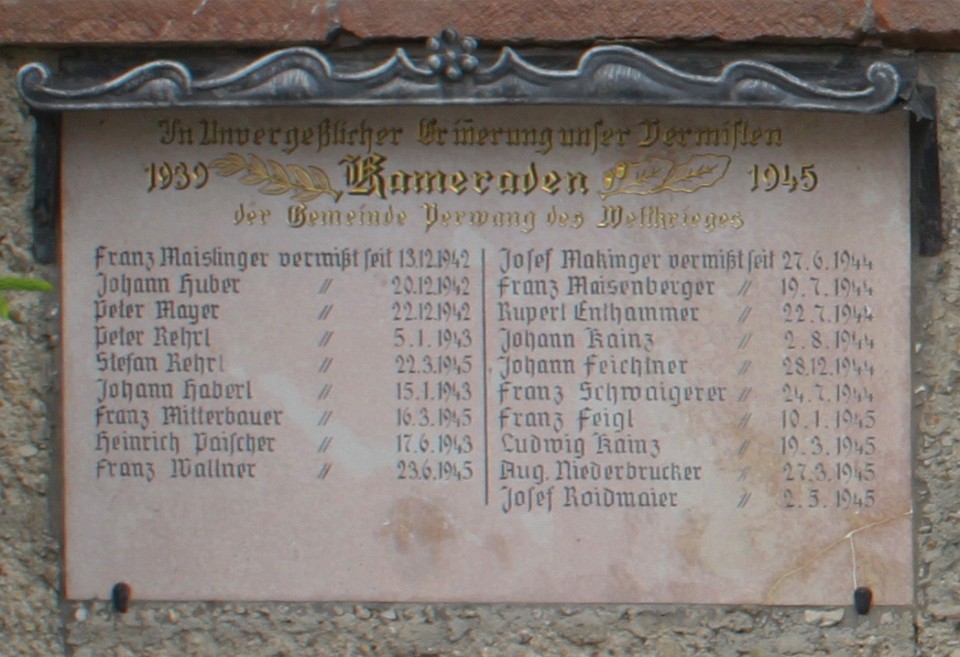 In Unvergeßlicher Erinnerung unser Vermißten
1939 Kameraden 1945
der Gemeinde Perwang des Weltkrieges
Franz Maislinger vermißt seit 13.12.1942
Johann Huber " 20.12.1942
Peter Mayer " 22.12.1942
Peter Rehrl " 5.1.1943
Stefan Rehrl " 22.3.1945
Johann Haberl " 15.1.1943
Franz Mitterbauer " 16.3.1945
Heinrich Paischer " 17.6.1943
Franz Wallner " 23.6.1945
Josef Makinger vermißt seit 27.6.1944
Franz Maisenberger " 19.7.1944
Rupert Enthammer " 22.7.1944
Johann Kainz " 2.8.1944
Johann Feichtner " 28.12.1944
Franz Schwaigerer " 24.7.1944
Franz Feigl " 10.1.1945
Ludwig Kainz " 19.3.1945
Aug. Niederbrucker " 27.3.1945
Josef Roidmaier " 2.5.1945